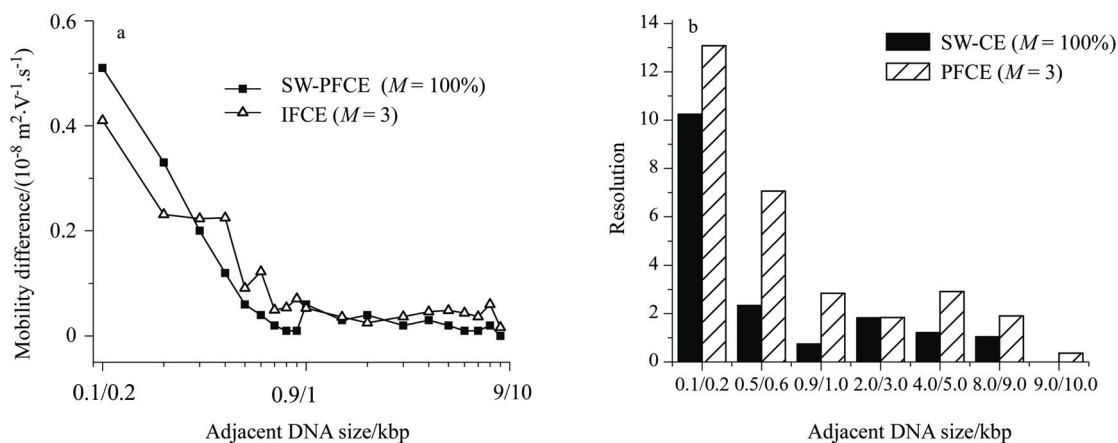 a
Mobility difference/(10⁻⁸ m²·V⁻¹.s⁻¹)
0.6
0.4
0.2
0
SW-PFCE (M = 100%)
IFCE (M = 3)
0.1/0.2
0.9/1
9/10
Adjacent DNA size/kbp
b
Resolution
14
12
10
8
6
4
2
0
SW-CE (M = 100%)
PFCE (M = 3)
0.1/0.2 0.5/0.6 0.9/1.0 2.0/3.0 4.0/5.0 8.0/9.0 9.0/10.0
Adjacent DNA size/kbp